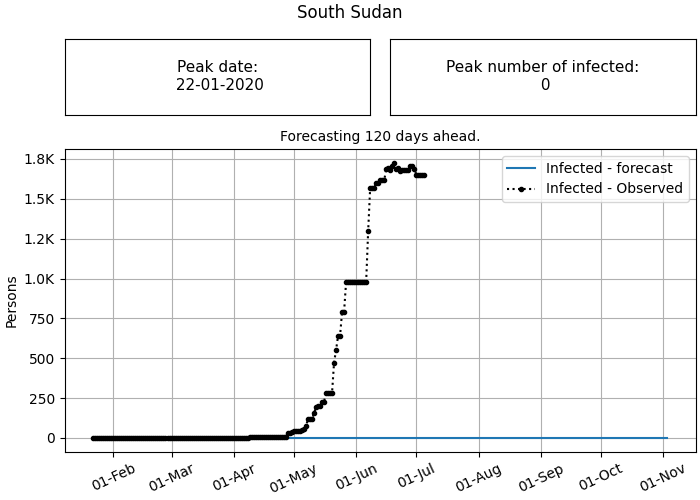 South Sudan
Peak date:
22-01-2020
Peak number of infected:
0
Forecasting 120 days ahead.
Infected - forecast
Infected - Observed
1.8K
1.5K
1.2K
1.0K
750
500
250
0
Persons
01-Feb
01-Mar
01-Apr
01-May
01-Jun
01-Jul
01-Aug
01-Sep
01-Oct
01-Nov